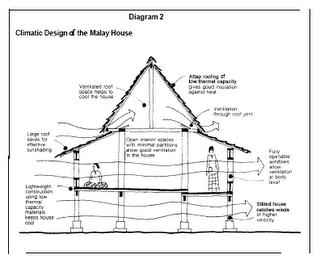 Diagram 2
Climatic Design of the Malay House
Ventilated roof
space helps to
cool the house
Attap roofing of
low thermal capacity
gives good insulation
against heat
Ventilation
through roof joint
Large roof
eaves for
effective
sunshading
Open interior spaces
with minimal partitions
allow good ventilation
in the house
Fully
openable
windows
allow
ventilation
at body
level
Lightweight
construction
using low
thermal
capacity
materials
keeps house
cool
Stilted house
catches winds
of higher
velocity